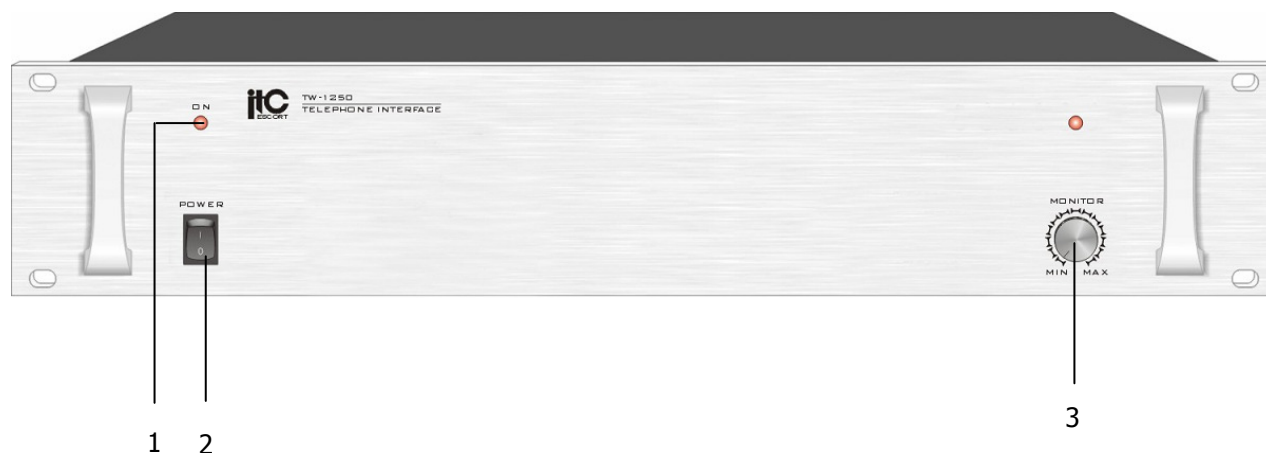 ON
itC
ESCORT
TW-1250
TELEPHONE INTERFACE
POWER
I
0
MONITOR
MIN MAX
1 2
3